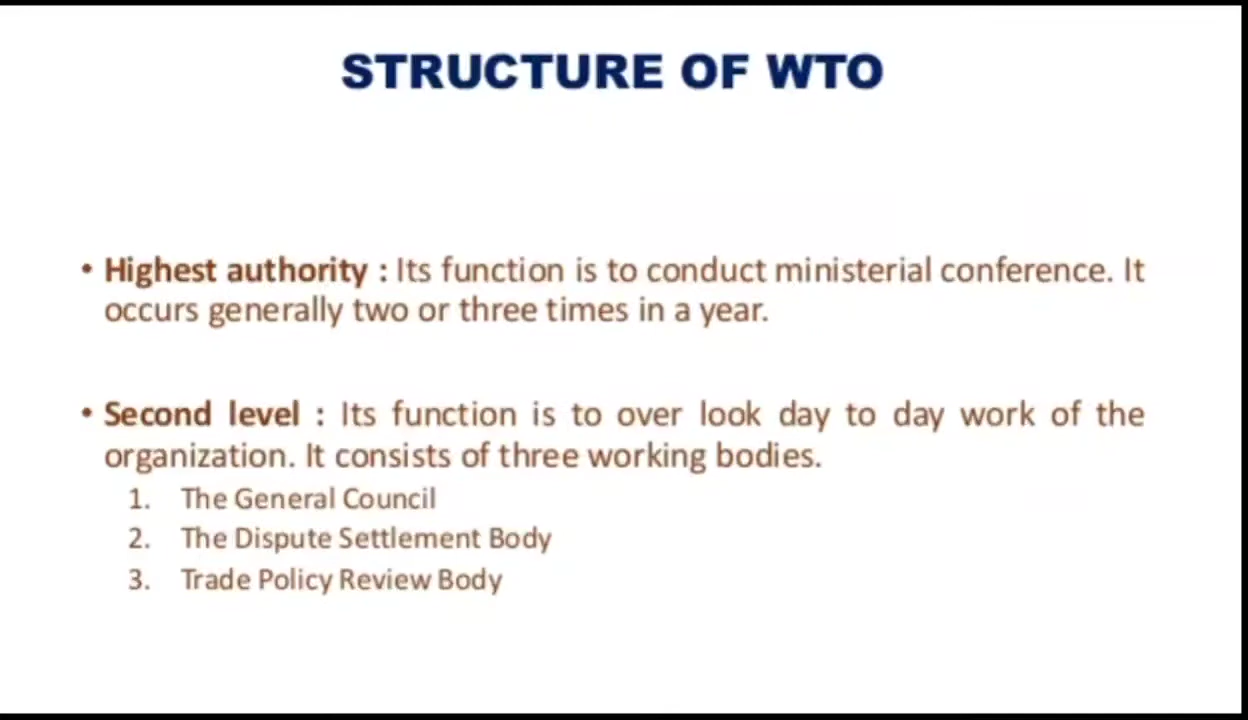 STRUCTURE OF WTO
• Highest authority : Its function is to conduct ministerial conference. It
occurs generally two or three times in a year.
• Second level : Its function is to over look day to day work of the
organization. It consists of three working bodies.
1. The General Council
2. The Dispute Settlement Body
3. Trade Policy Review Body